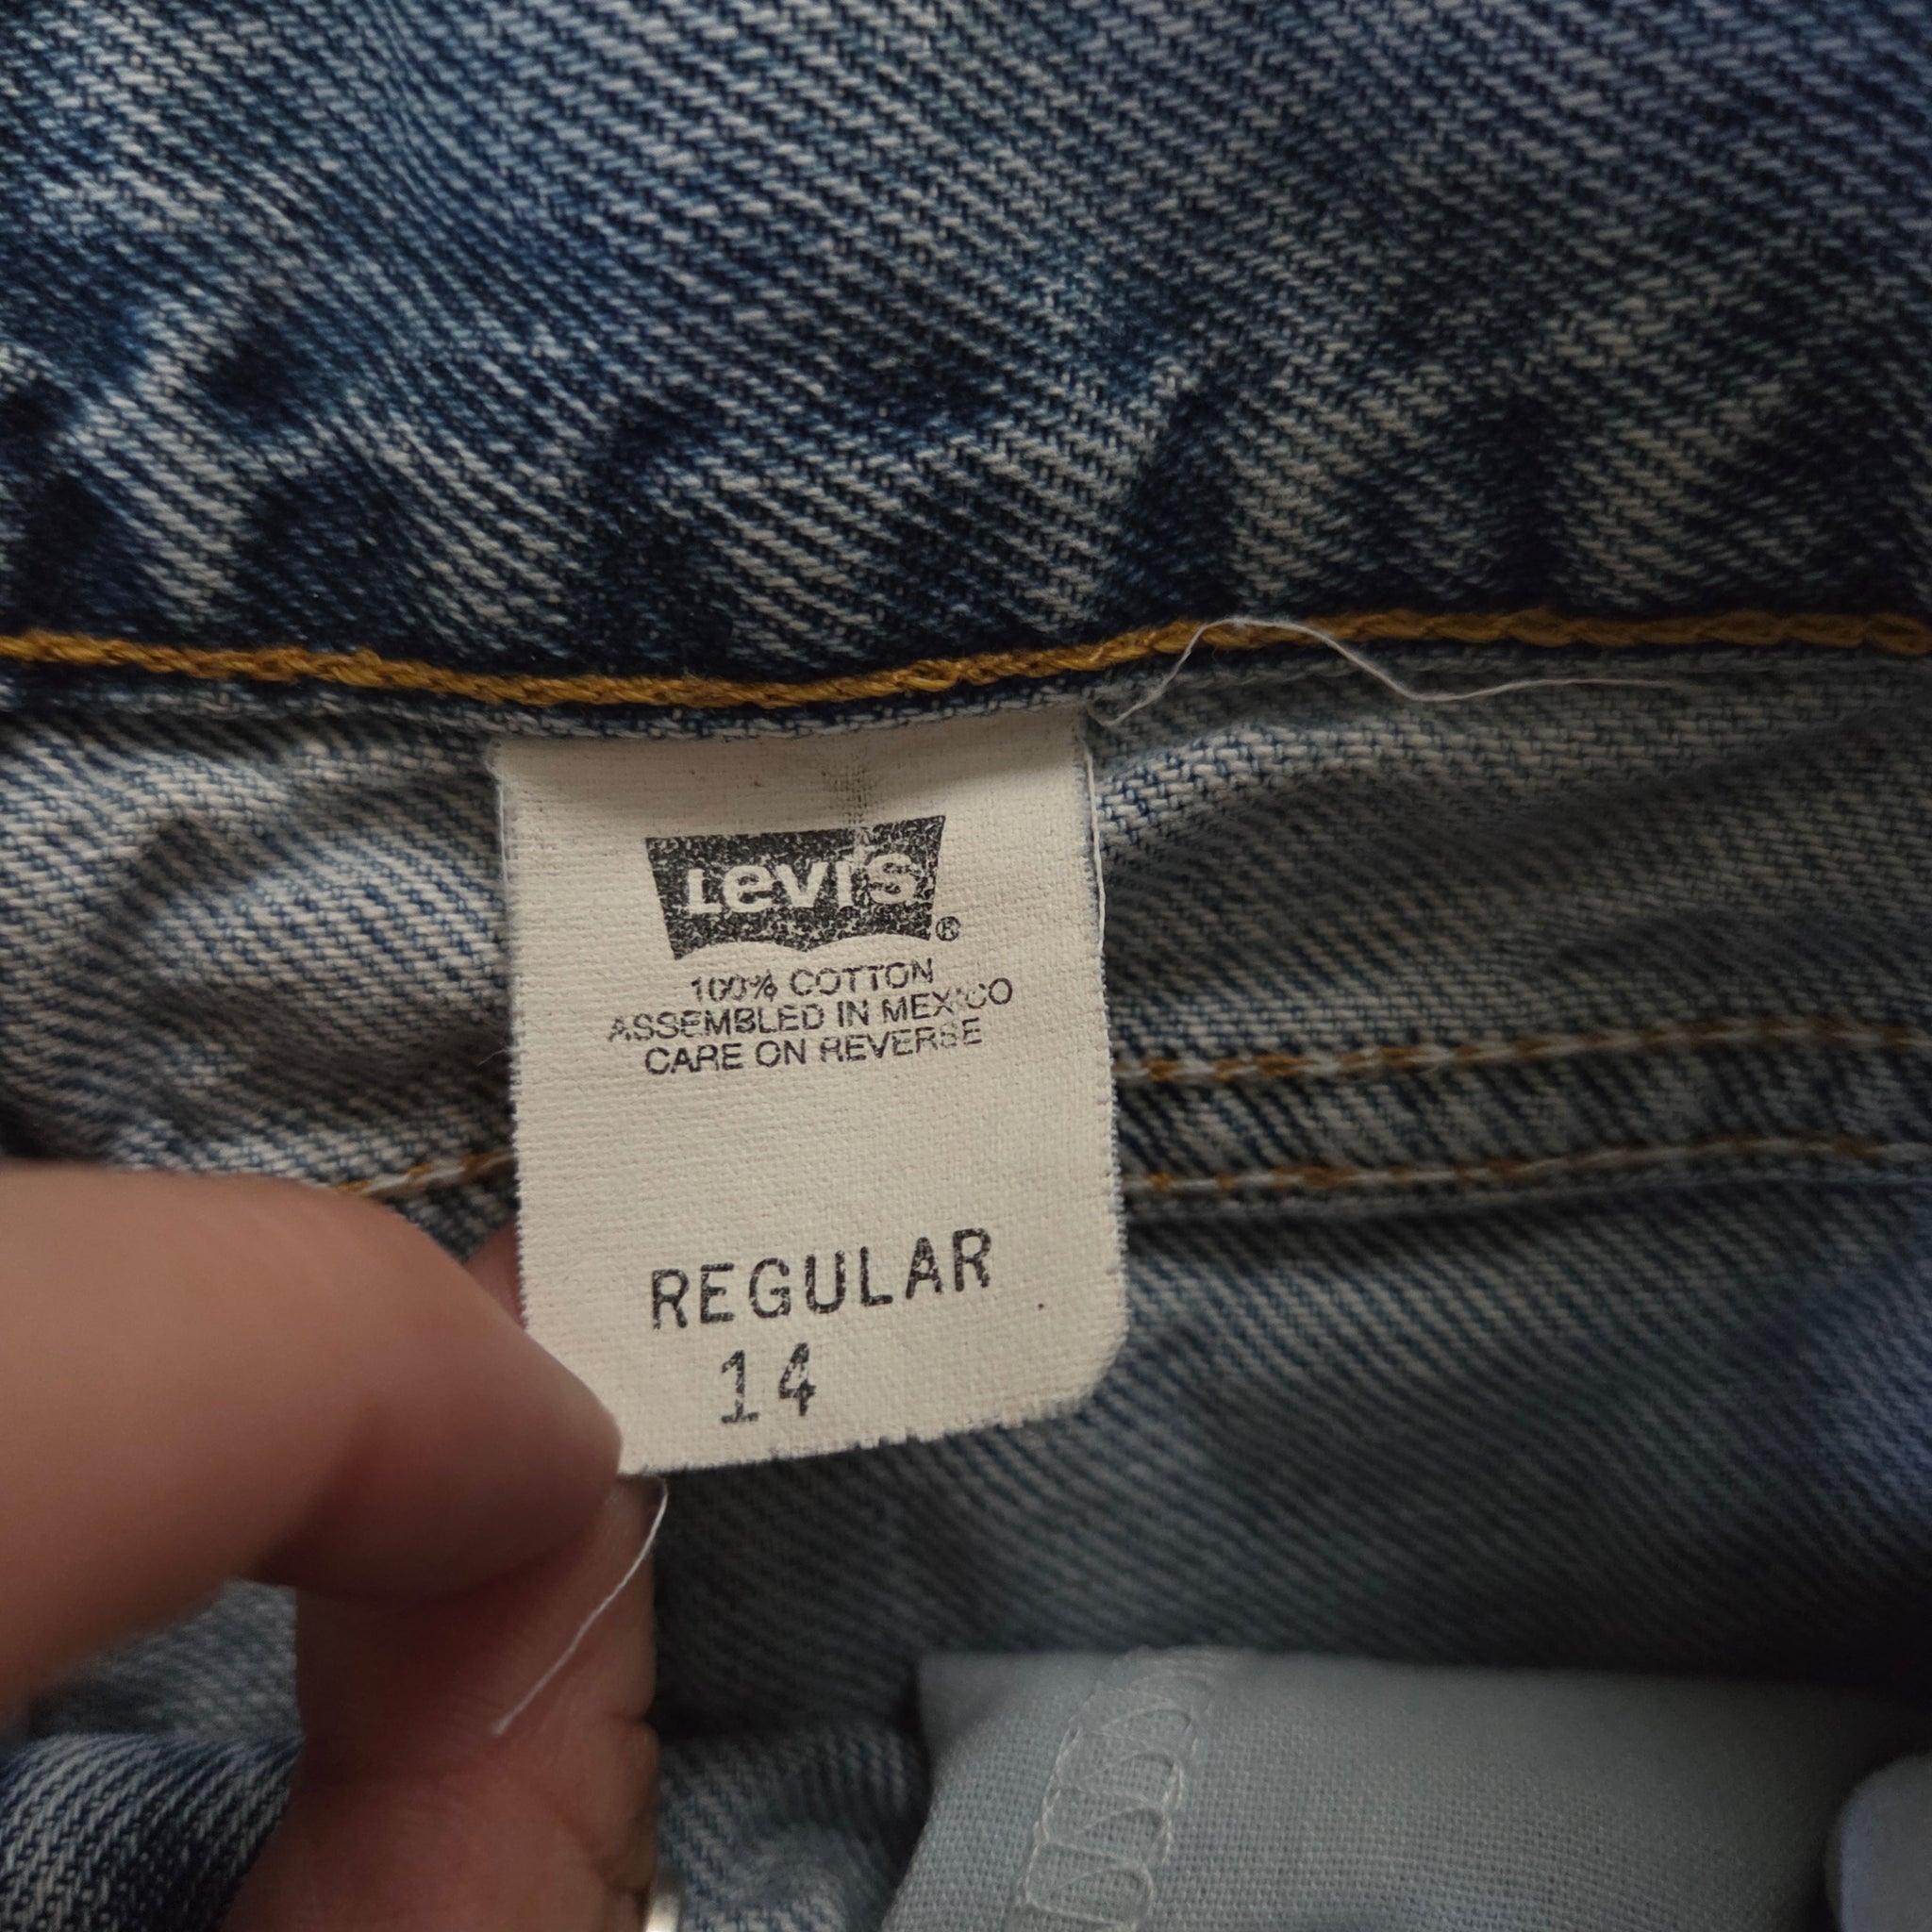 Levi's®
100% COTTON
ASSEMBLED IN MEXICO
CARE ON REVERSE
REGULAR
14